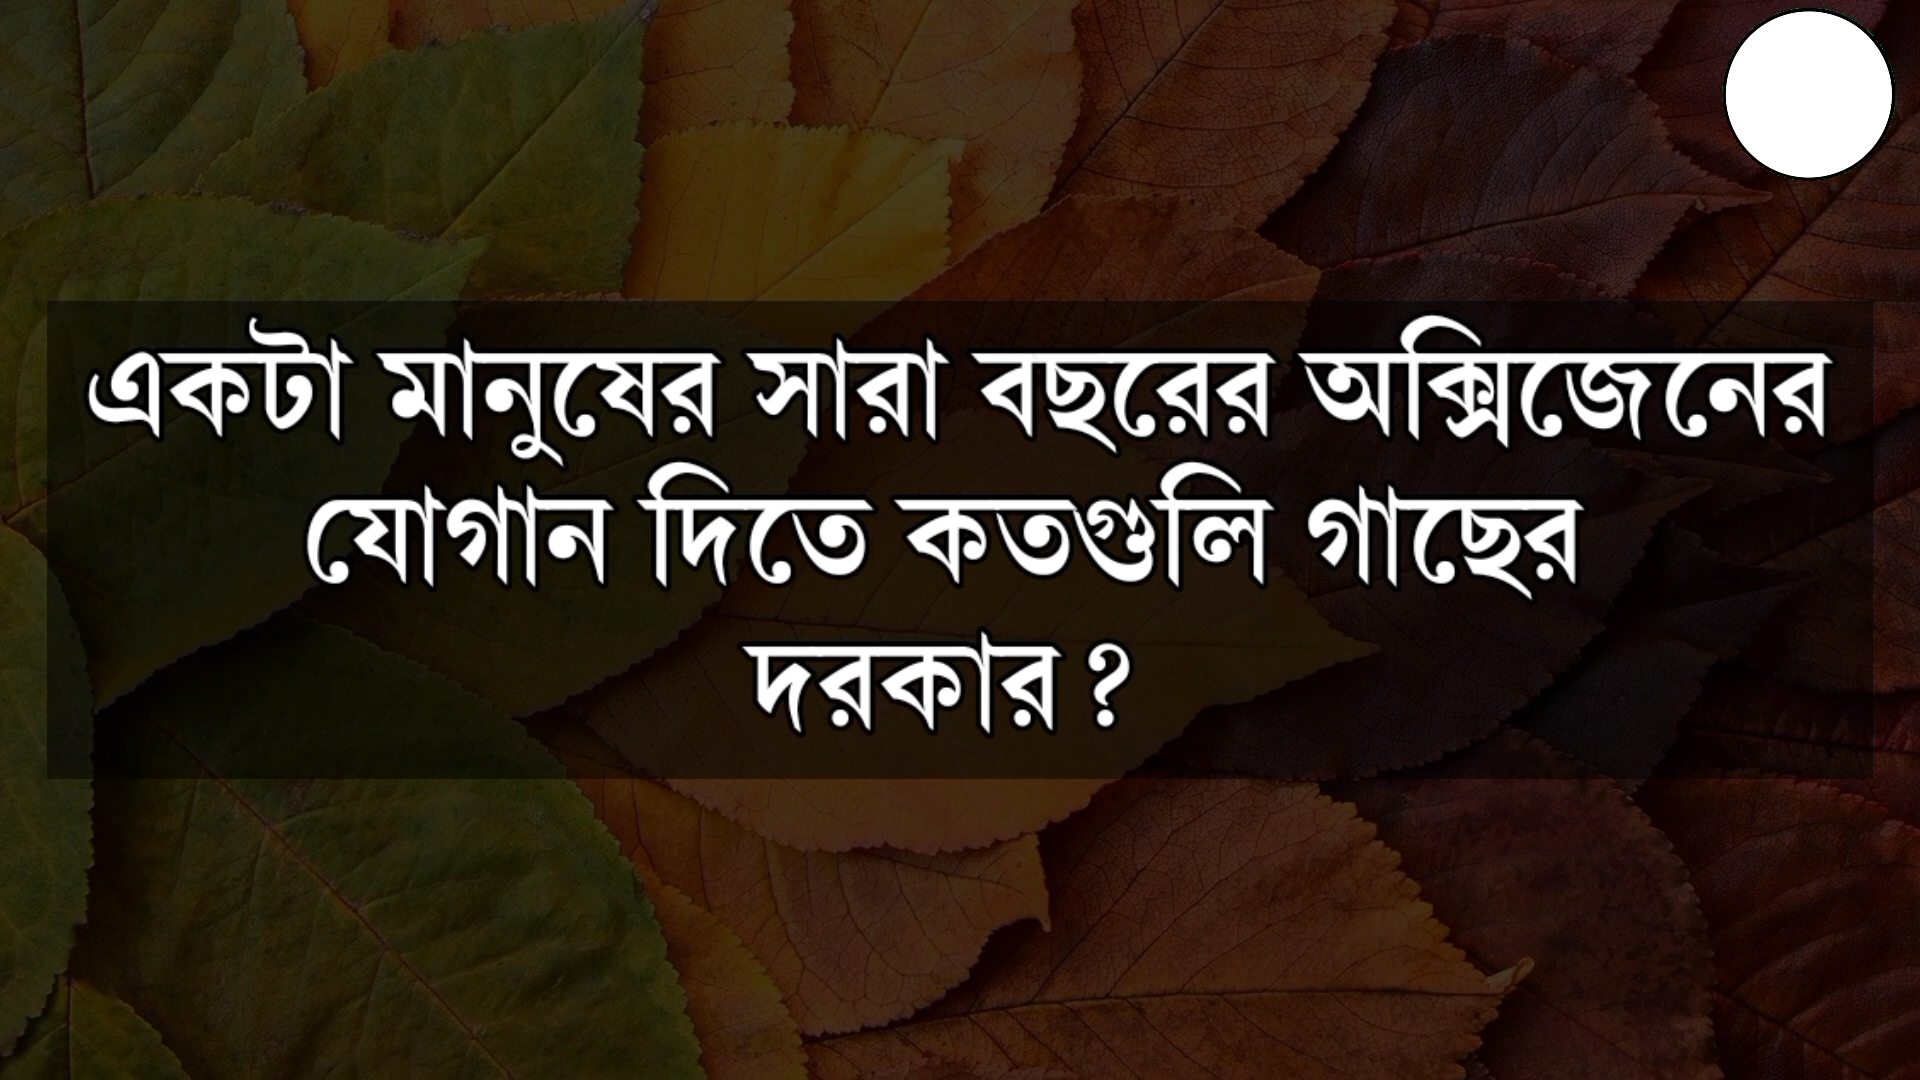 একটা মানুষের সারা বছরের অক্সিজেনের
যোগান দিতে কতগুলি গাছের
দরকার ?